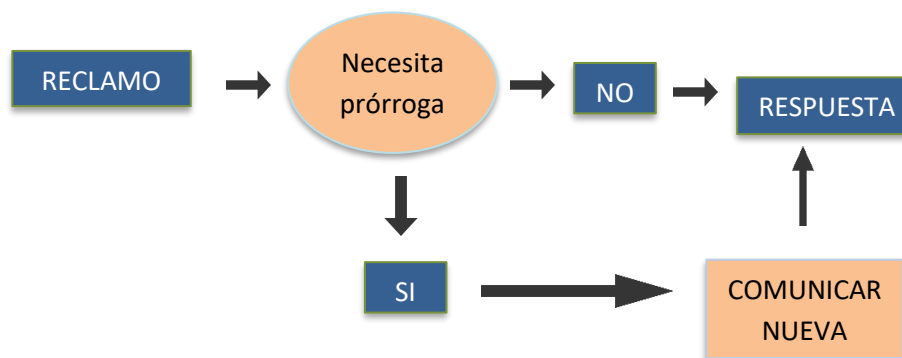 RECLAMO
Necesita
prórroga
NO
RESPUESTA
SI
COMUNICAR
NUEVA